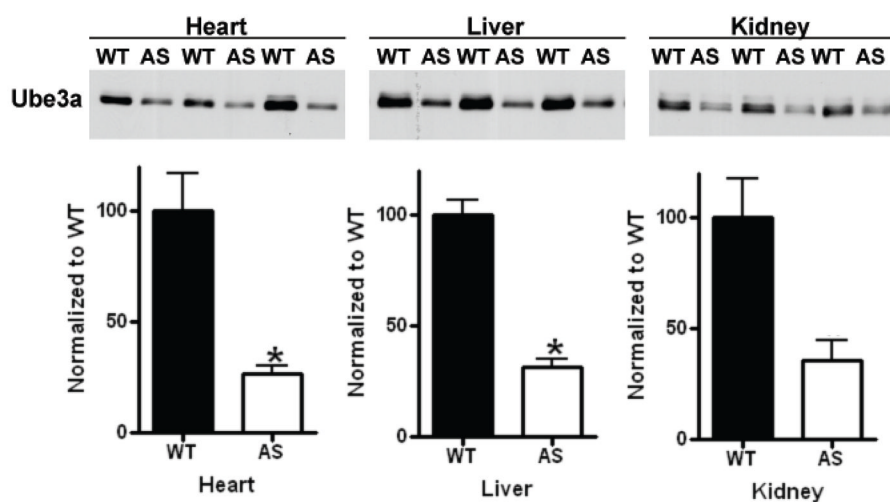 Heart Liver Kidney
WT AS WT AS WT AS WT AS WT AS WT AS WT AS WT AS WT AS
Ube3a
Normalized to WT
100
50
0
*
WT AS
Heart
Normalized to WT
100
50
0
*
WT AS
Liver
Normalized to WT
100
50
0
WT AS
Kidney